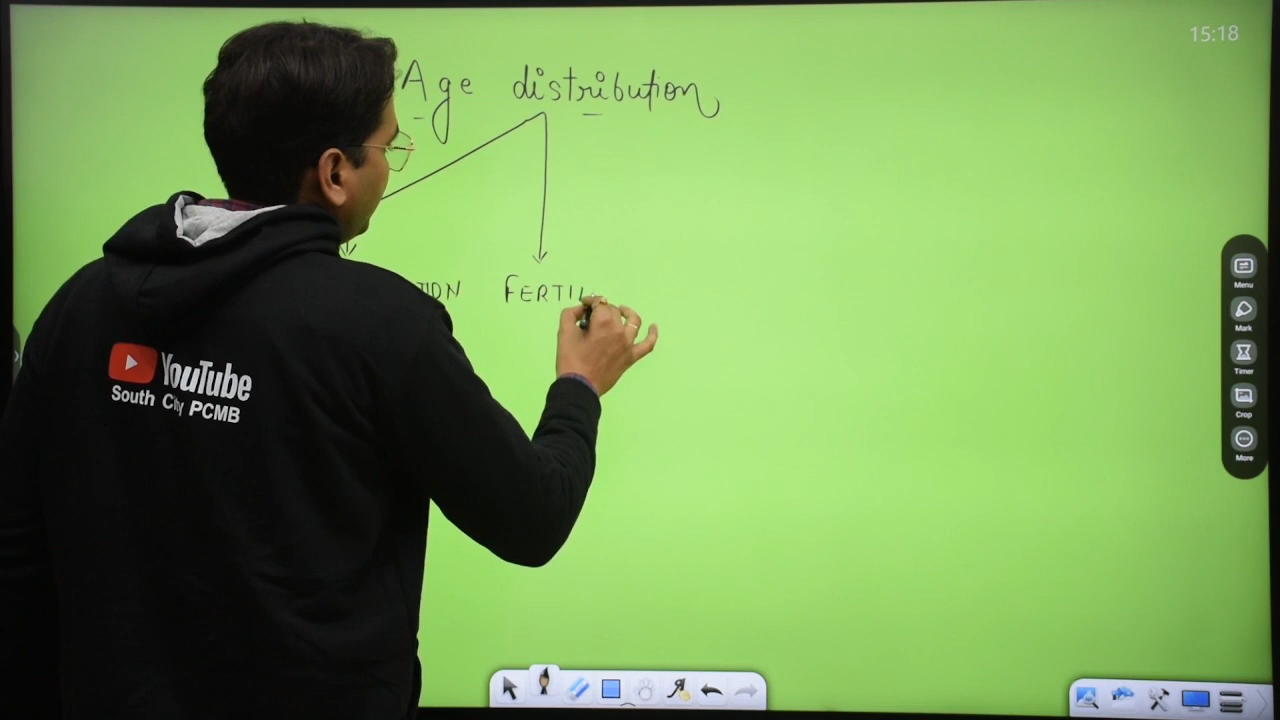 15:18
Age distribution
FERTIL
YouTube
South City PCMB
Menu
Mark
Timer
Crop
More